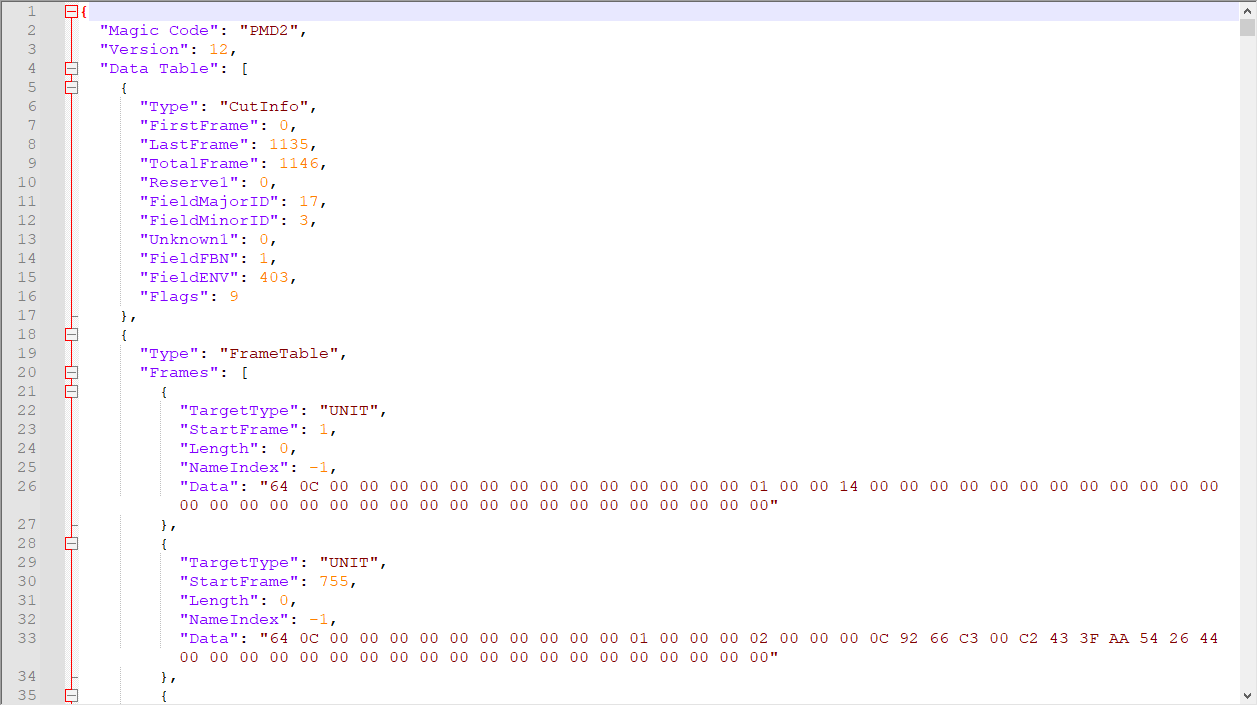 1 {
2 "Magic Code": "PMD2",
3 "Version": 12,
4 "Data Table": [
5 {
6 "Type": "CutInfo",
7 "FirstFrame": 0,
8 "LastFrame": 1135,
9 "TotalFrame": 1146,
10 "Reserve1": 0,
11 "FieldMajorID": 17,
12 "FieldMinorID": 3,
13 "Unknown1": 0,
14 "FieldFBN": 1,
15 "FieldENV": 403,
16 "Flags": 9
17 },
18 {
19 "Type": "FrameTable",
20 "Frames": [
21 {
22 "TargetType": "UNIT",
23 "StartFrame": 1,
24 "Length": 0,
25 "NameIndex": -1,
26 "Data": "64 0C 00 00 00 00 00 00 00 00 00 00 00 00 00 00 01 00 00 14 00 00 00 00 00 00 00 00 00 00 00 00
00 00 00 00 00 00 00 00 00 00 00 00 00 00 00 00 00 00 00 00"
27 },
28 {
29 "TargetType": "UNIT",
30 "StartFrame": 755,
31 "Length": 0,
32 "NameIndex": -1,
33 "Data": "64 0C 00 00 00 00 00 00 00 00 00 00 01 00 00 00 02 00 00 00 0C 92 66 C3 00 C2 43 3F AA 54 26 44
00 00 00 00 00 00 00 00 00 00 00 00 00 00 00 00 00 00 00 00"
34 },
35 {